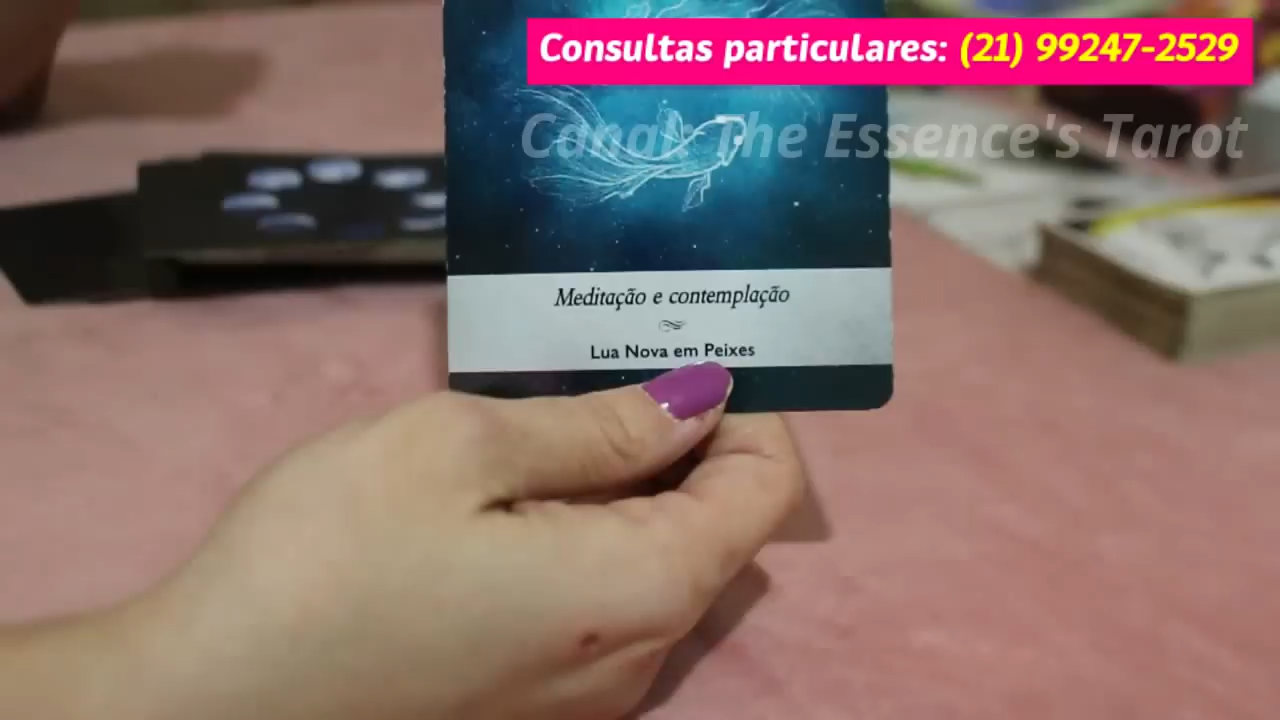 Consultas particulares: (21) 99247-2529
Canal: The Essence's Tarot
Meditação e contemplação
Lua Nova em Peixes